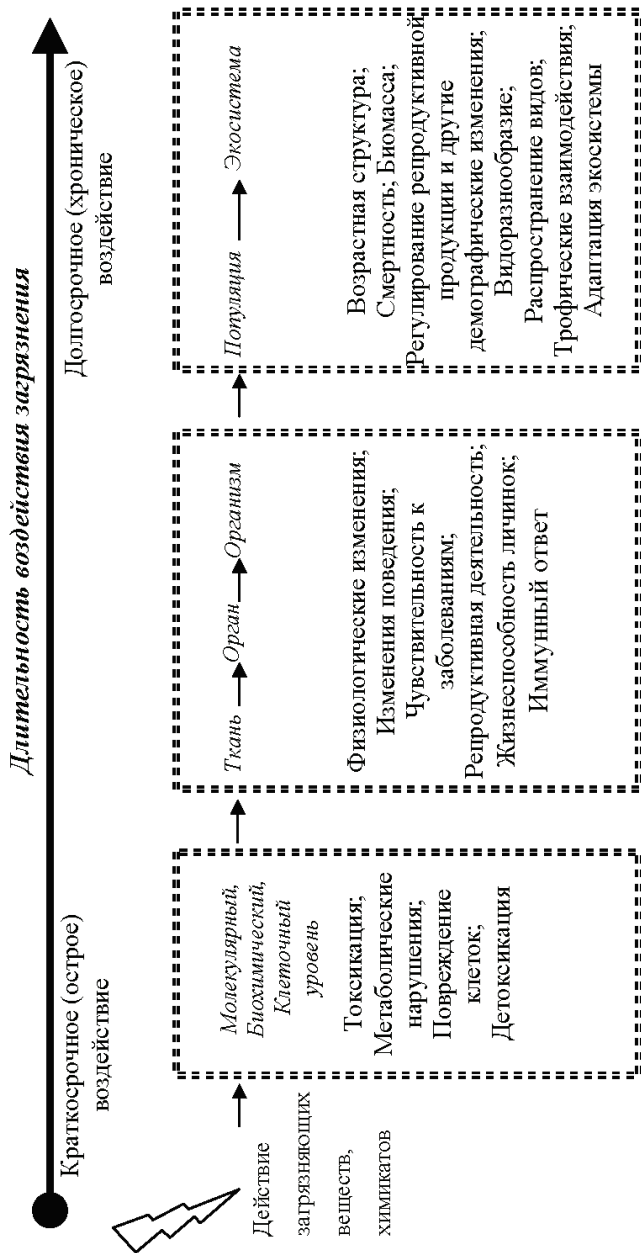 Длительность воздействия загрязнения
Краткосрочное (острое)
воздействие
Долгосрочное (хроническое)
воздействие
Действие
загрязняющих
веществ,
химикатов
Молекулярный,
Биохимический,
Клеточный
уровень
Токсикация;
Метаболические
нарушения;
Повреждение
клеток;
Детоксикация
Ткань Орган Организм
Физиологические изменения;
Изменения поведения;
Чувствительность к
заболеваниям;
Репродуктивная деятельность;
Жизнеспособность личинок;
Иммунный ответ
Популяция Экосистема
Возрастная структура;
Смертность; Биомасса;
Регулирование репродуктивной
продукции и другие
демографические изменения;
Видоразнообразие;
Распространение видов;
Трофические взаимодействия;
Адаптация экосистемы